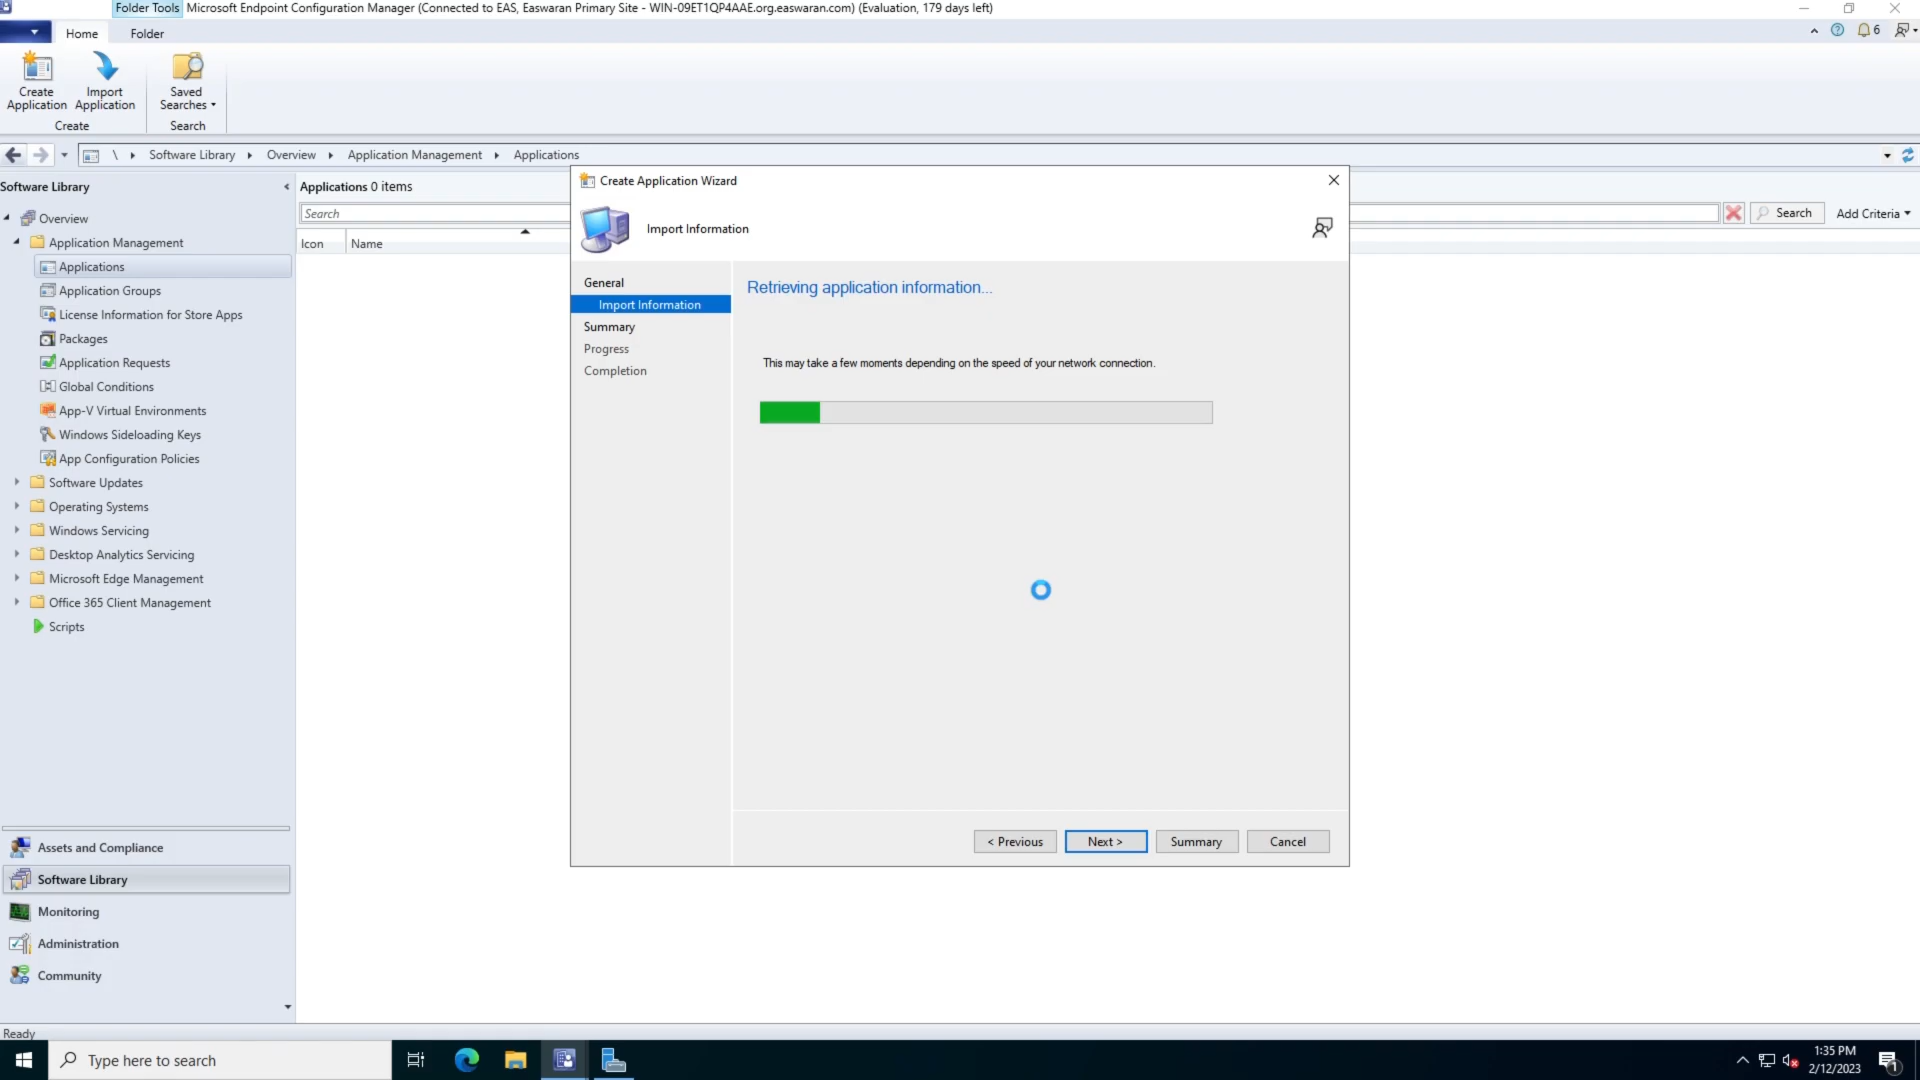 Folder Tools Microsoft Endpoint Configuration Manager (Connected to EAS, Easwaran Primary Site - WIN-09ET1QP4AAE.org.easwaran.com) (Evaluation, 179 days left)
Home Folder
6
Create Application
Import Application
Saved Searches
Create
Search
\ Software Library Overview Application Management Applications
Software Library
Overview
Application Management
Applications
Application Groups
License Information for Store Apps
Packages
Application Requests
Global Conditions
App-V Virtual Environments
Windows Sideloading Keys
App Configuration Policies
Software Updates
Operating Systems
Windows Servicing
Desktop Analytics Servicing
Microsoft Edge Management
Office 365 Client Management
Scripts
Assets and Compliance
Software Library
Monitoring
Administration
Community
Applications 0 items
Search
Search
Add Criteria
Icon Name
Create Application Wizard
Import Information
General
Import Information
Summary
Progress
Completion
Retrieving application information...
This may take a few moments depending on the speed of your network connection.
< Previous
Next >
Summary
Cancel
Ready
Type here to search
1:35 PM
2/12/2023
1